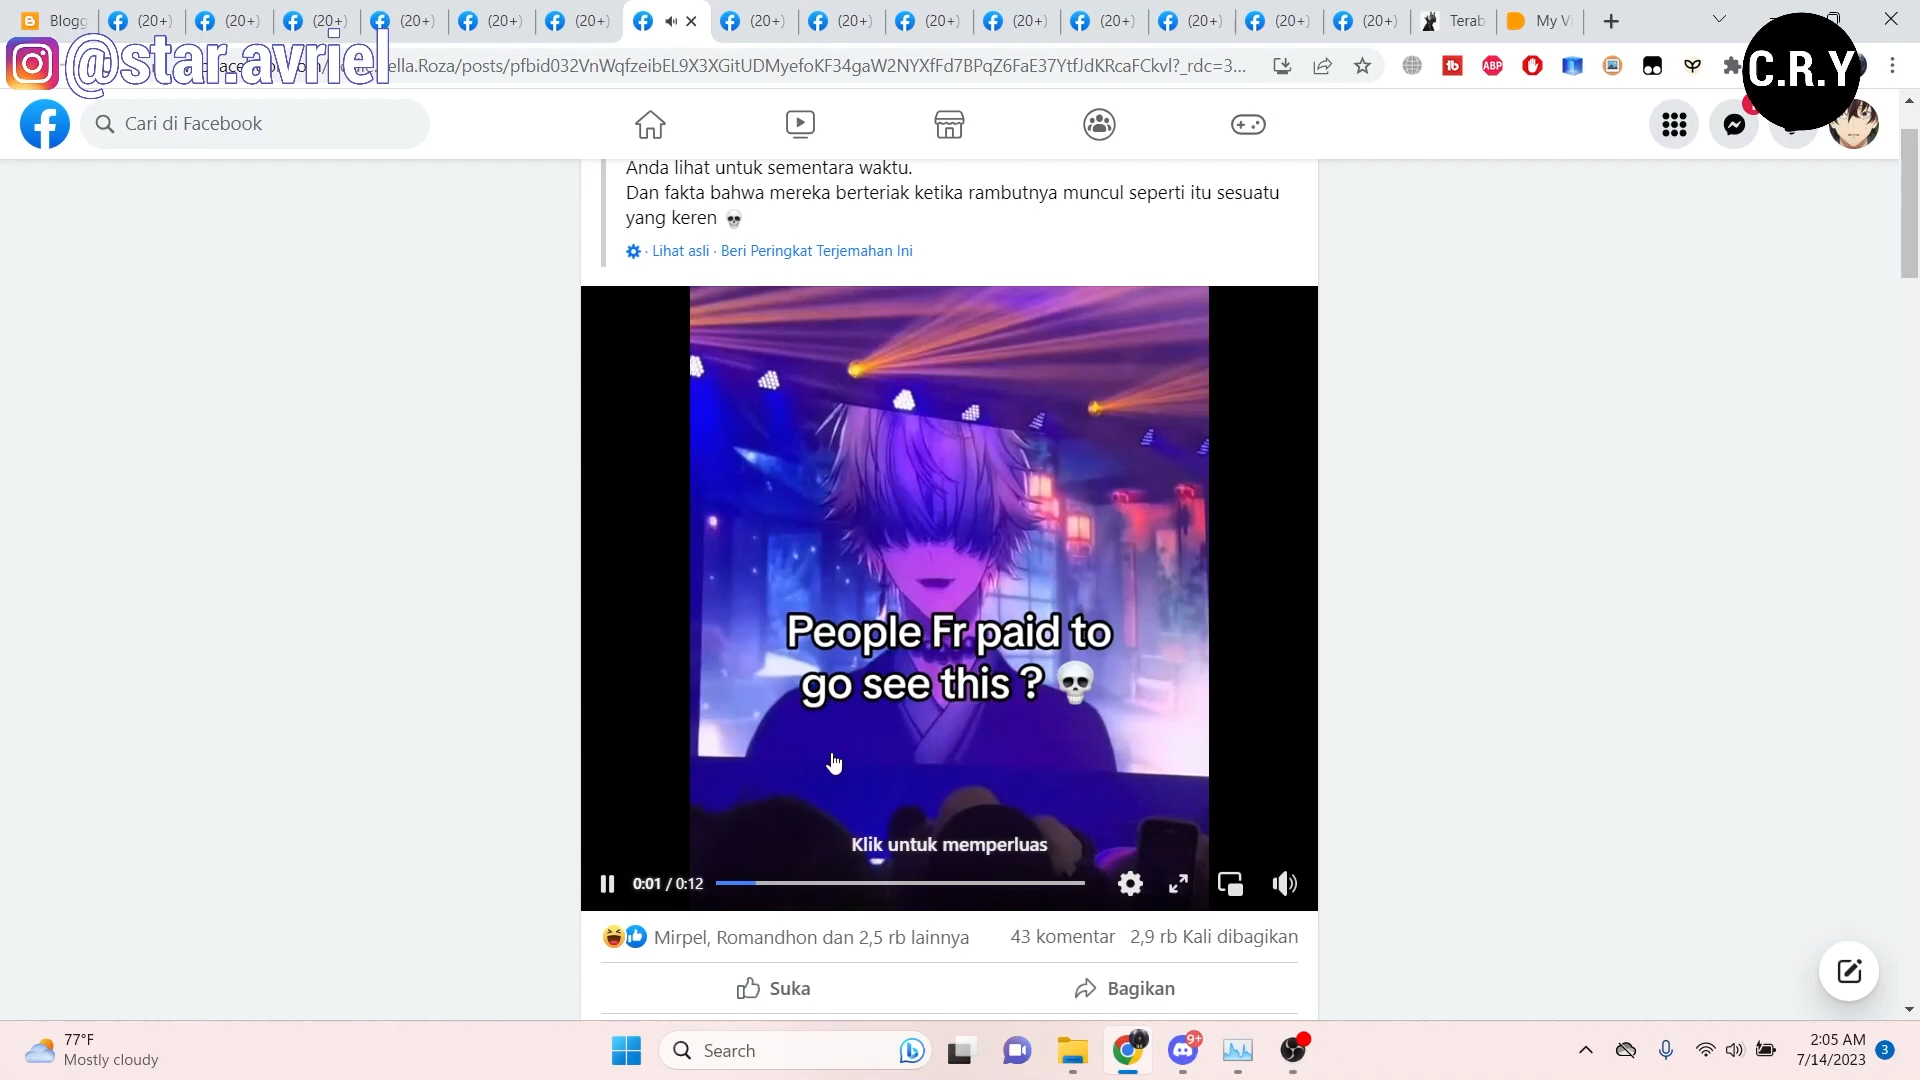 Blogg
(20+)
(20+)
(20+)
(20+)
(20+)
(20+)
(20+)
(20+)
(20+)
(20+)
(20+)
(20+)
(20+)
(20+)
Terab
My Vi
@star.avriel
ella.Roza/posts/pfbid032VnWqfzeibEL9X3XGitUDMyefoKF34gaW2NYXfFd7BPqZ6FaE37YtfJdKRcaFCkvl?_rdc=3...
ABP
C.R.Y
Cari di Facebook
Anda lihat untuk sementara waktu.
Dan fakta bahwa mereka berteriak ketika rambutnya muncul seperti itu sesuatu
yang keren 💀
· Lihat asli · Beri Peringkat Terjemahan Ini
People Fr paid to
go see this ? 💀
Klik untuk memperluas
0:01 / 0:12
Mirpel, Romandhon dan 2,5 rb lainnya
43 komentar
2,9 rb Kali dibagikan
Suka
Bagikan
77°F
Mostly cloudy
Search
9+
2:05 AM
7/14/2023
3